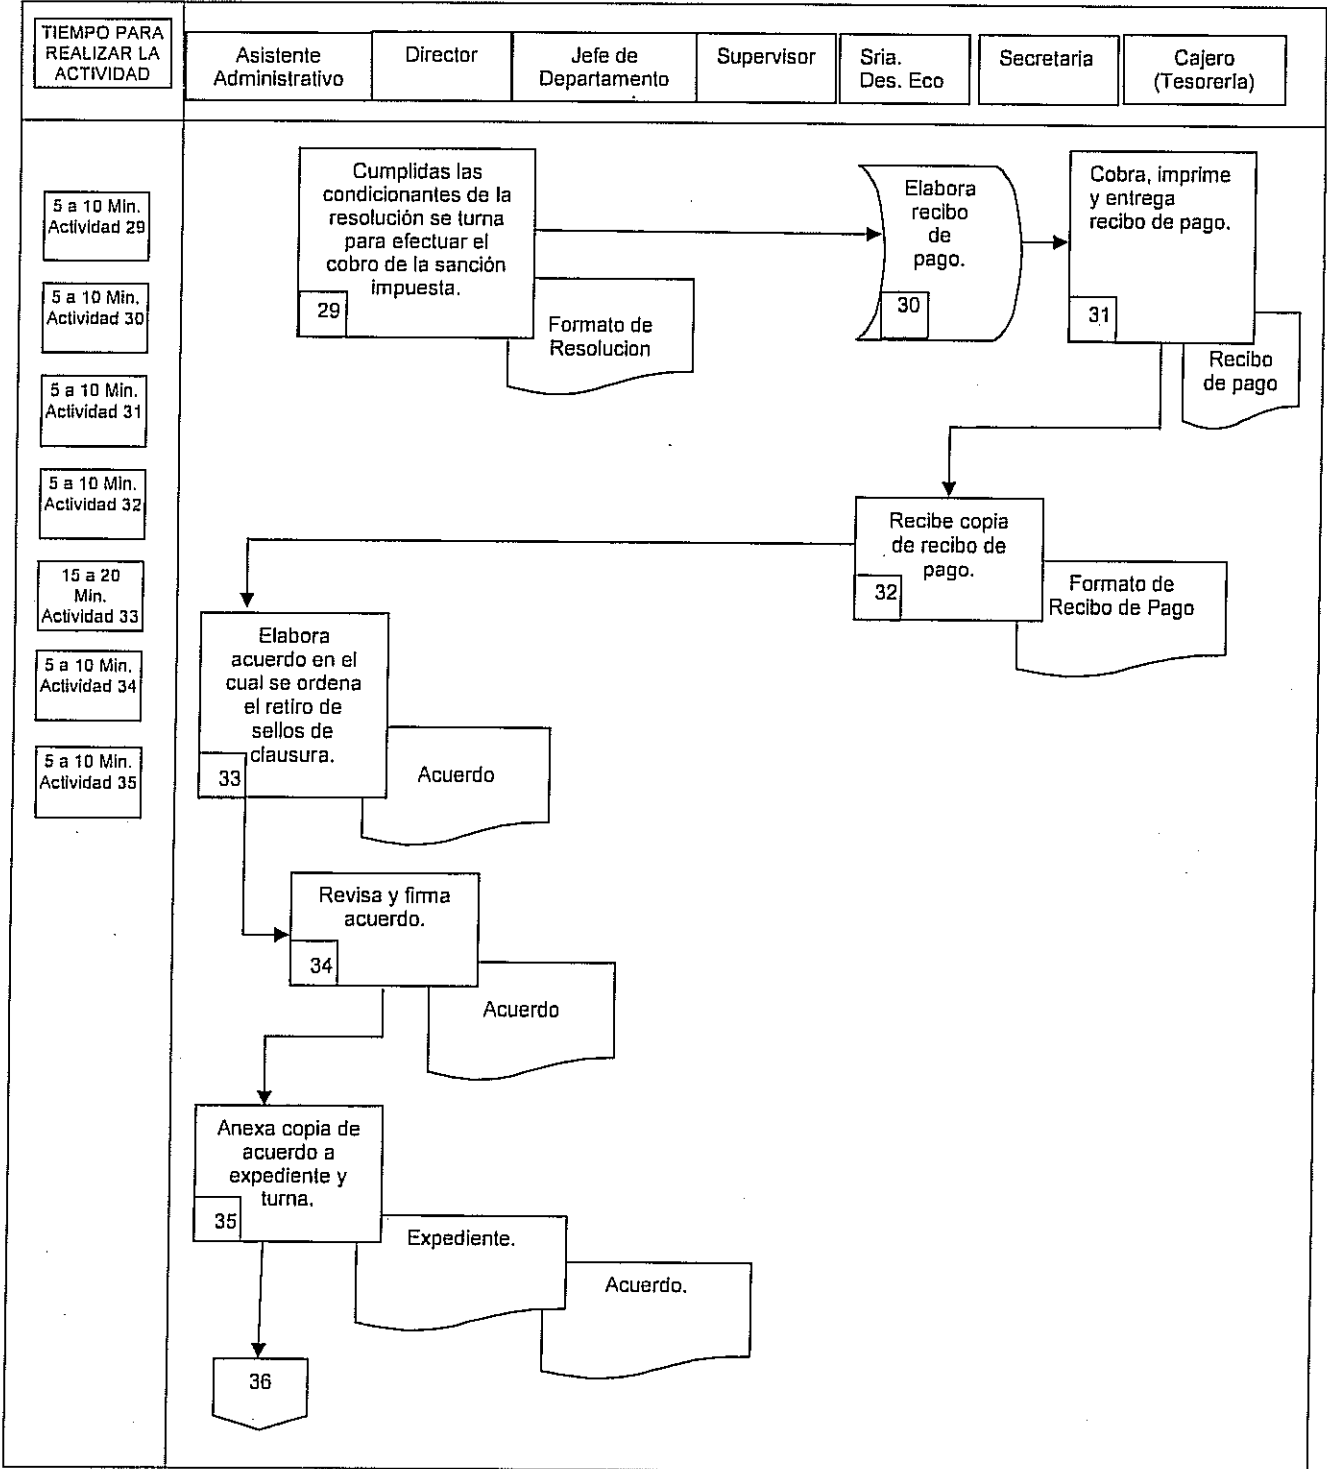 TIEMPO PARA
REALIZAR LA
ACTIVIDAD
Asistente
Administrativo
Director
Jefe de
Departamento
Supervisor
Sria.
Des. Eco
Secretaria
Cajero
(Tesorería)
5 a 10 Min.
Actividad 29
5 a 10 Min.
Actividad 30
5 a 10 Min.
Actividad 31
5 a 10 Min.
Actividad 32
15 a 20
Min.
Actividad 33
5 a 10 Min.
Actividad 34
5 a 10 Min.
Actividad 35
Cumplidas las
condicionantes de la
resolución se turna
para efectuar el
cobro de la sanción
impuesta.
29
Formato de
Resolucion
Elabora
recibo
de
pago.
30
Cobra, imprime
y entrega
recibo de pago.
31
Recibo
de pago
Recibe copia
de recibo de
pago.
32
Formato de
Recibo de Pago
Elabora
acuerdo en el
cual se ordena
el retiro de
sellos de
clausura.
33
Acuerdo
Revisa y firma
acuerdo.
34
Acuerdo
Anexa copia de
acuerdo a
expediente y
turna.
35
Expediente.
Acuerdo.
36